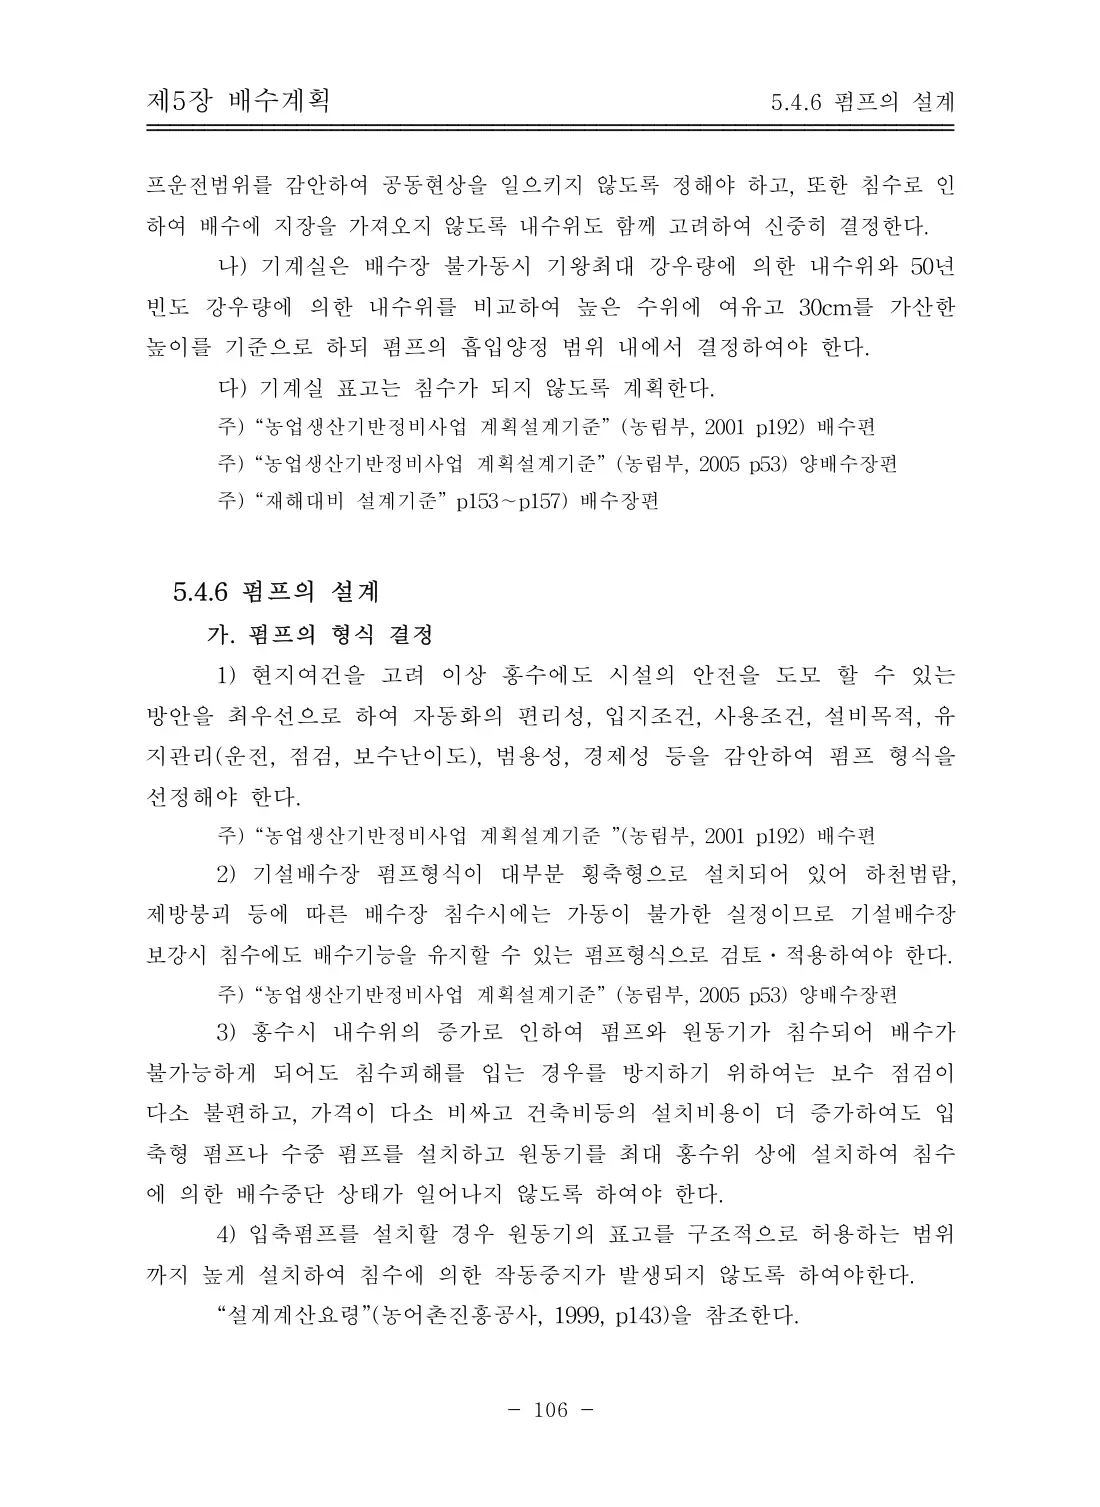 제5장 배수계획
5.4.6 펌프의 설계
프운전범위를 감안하여 공동현상을 일으키지 않도록 정해야 하고, 또한 침수로 인
하여 배수에 지장을 가져오지 않도록 내수위도 함께 고려하여 신중히 결정한다.
나) 기계실은 배수장 불가동시 기왕최대 강우량에 의한 내수위와 50년
빈도 강우량에 의한 내수위를 비교하여 높은 수위에 여유고 30cm를 가산한
높이를 기준으로 하되 펌프의 흡입양정 범위 내에서 결정하여야 한다.
다) 기계실 표고는 침수가 되지 않도록 계획한다.
주) “농업생산기반정비사업 계획설계기준” (농림부, 2001 p192) 배수편
주) “농업생산기반정비사업 계획설계기준” (농림부, 2005 p53) 양배수장편
주) “재해대비 설계기준” p153∼p157) 배수장편
5.4.6 펌프의 설계
가. 펌프의 형식 결정
1) 현지여건을 고려 이상 홍수에도 시설의 안전을 도모 할 수 있는
방안을 최우선으로 하여 자동화의 편리성, 입지조건, 사용조건, 설비목적, 유
지관리(운전, 점검, 보수난이도), 범용성, 경제성 등을 감안하여 펌프 형식을
선정해야 한다.
주) “농업생산기반정비사업 계획설계기준 ”(농림부, 2001 p192) 배수편
2) 기설배수장 펌프형식이 대부분 횡축형으로 설치되어 있어 하천범람,
제방붕괴 등에 따른 배수장 침수시에는 가동이 불가한 실정이므로 기설배수장
보강시 침수에도 배수기능을 유지할 수 있는 펌프형식으로 검토・적용하여야 한다.
주) “농업생산기반정비사업 계획설계기준” (농림부, 2005 p53) 양배수장편
3) 홍수시 내수위의 증가로 인하여 펌프와 원동기가 침수되어 배수가
불가능하게 되어도 침수피해를 입는 경우를 방지하기 위하여는 보수 점검이
다소 불편하고, 가격이 다소 비싸고 건축비등의 설치비용이 더 증가하여도 입
축형 펌프나 수중 펌프를 설치하고 원동기를 최대 홍수위 상에 설치하여 침수
에 의한 배수중단 상태가 일어나지 않도록 하여야 한다.
4) 입축펌프를 설치할 경우 원동기의 표고를 구조적으로 허용하는 범위
까지 높게 설치하여 침수에 의한 작동중지가 발생되지 않도록 하여야한다.
“설계계산요령”(농어촌진흥공사, 1999, p143)을 참조한다.
- 106 -